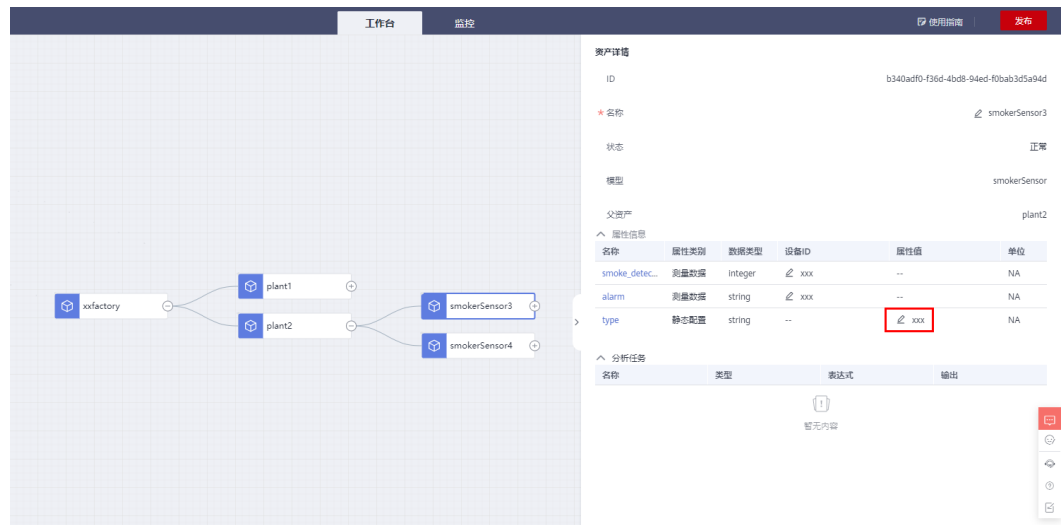 工作台 监控 使用指南 发布
资产详情
ID b340adf0-f36d-4bd8-94ed-f0bab3d5a94d
* 名称 smokerSensor3
状态 正常
模型 smokerSensor
父资产 plant2
属性信息
名称 属性类别 数据类型 设备ID 属性值 单位
smoke_detec... 测量数据 integer xxx -- NA
alarm 测量数据 string xxx -- NA
type 静态配置 string -- xxx NA
分析任务
名称 类型 表达式 输出
暂无内容
xxfactory
plant1
plant2
smokerSensor3
smokerSensor4